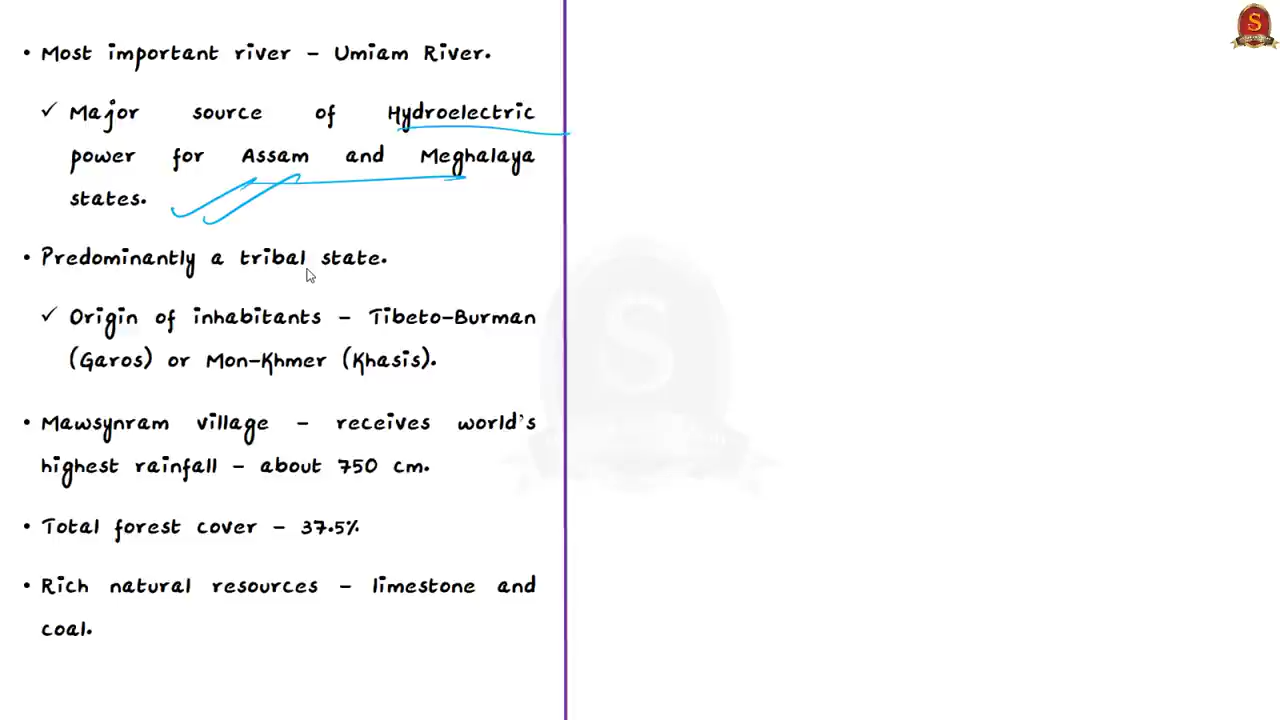 • Most important river – Umiam River.
✓ Major source of Hydroelectric
power for Assam and Meghalaya
states.
• Predominantly a tribal state.
✓ Origin of inhabitants – Tibeto-Burman
(Garos) or Mon-Khmer (Khasis).
• Mawsynram village – receives world's
highest rainfall – about 750 cm.
• Total forest cover – 37.5%
• Rich natural resources – limestone and
coal.
S
S